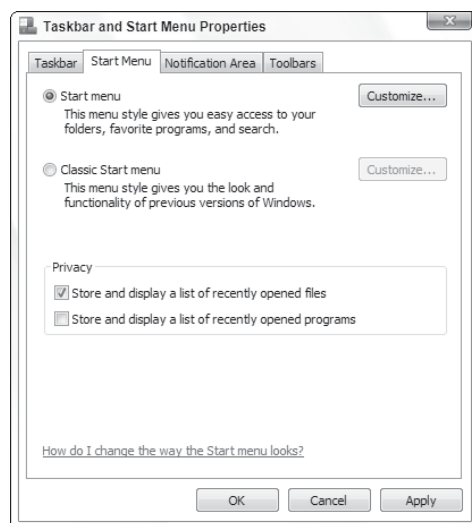 Taskbar and Start Menu Properties
Taskbar
Start Menu
Notification Area
Toolbars
Start menu
Customize...
This menu style gives you easy access to your
folders, favorite programs, and search.
Classic Start menu
Customize...
This menu style gives you the look and
functionality of previous versions of Windows.
Privacy
Store and display a list of recently opened files
Store and display a list of recently opened programs
How do I change the way the Start menu looks?
OK
Cancel
Apply